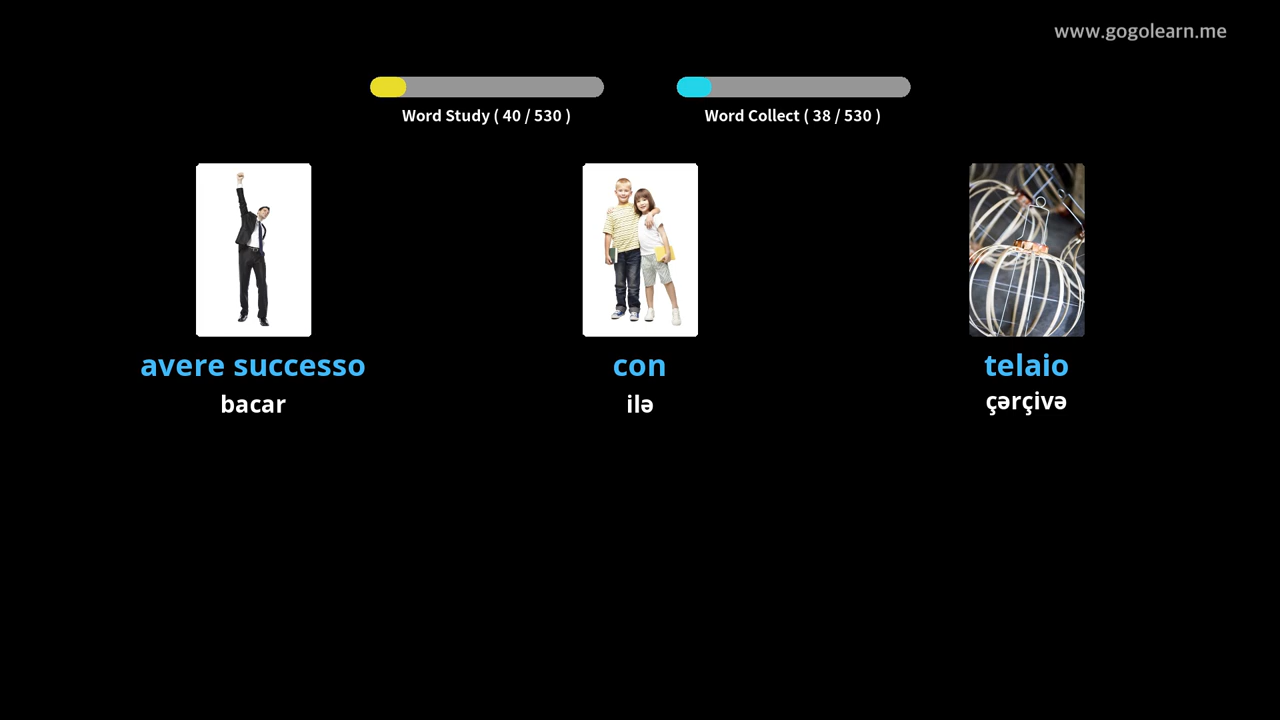 www.gogolearn.me
Word Study ( 40 / 530 )
Word Collect ( 38 / 530 )
avere successo
bacar
con
ilə
telaio
çərçivə